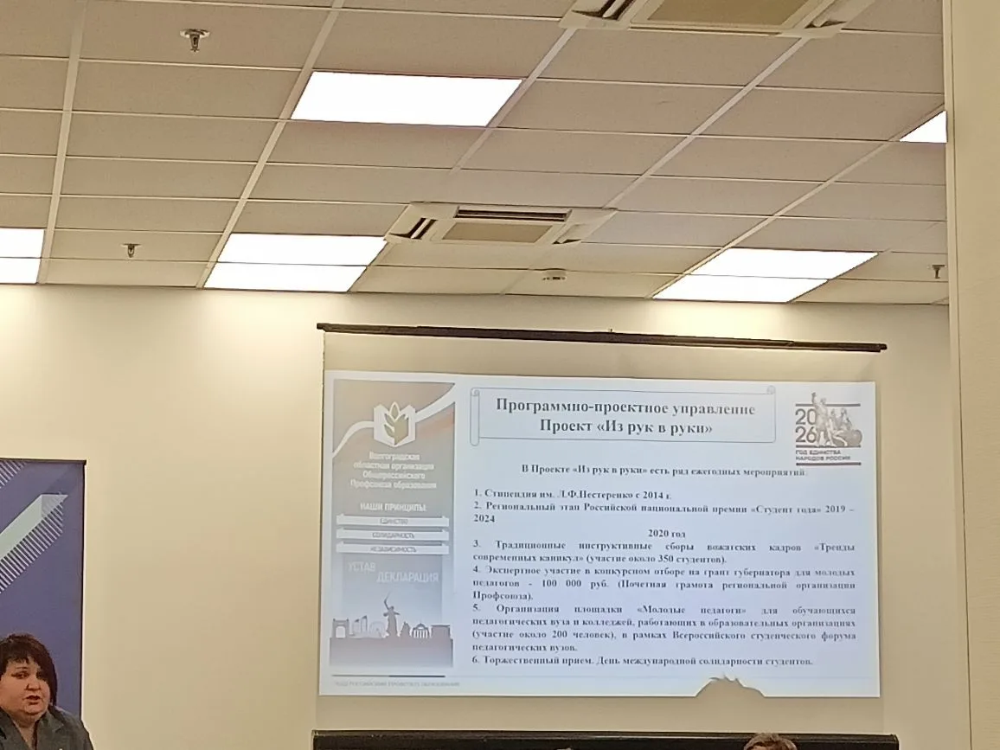 Программно-проектное управление
Проект «Из рук в руки»
2026
ГОД ЕДИНСТВА
НАРОДОВ РОССИИ
Волгоградская
областная организация
Общероссийского
Профсоюза образования
НАШИ ПРИНЦИПЫ:
ЕДИНСТВО
СОЛИДАРНОСТЬ
НЕЗАВИСИМОСТЬ
УСТАВ
ДЕКЛАРАЦИЯ
В Проекте «Из рук в руки» есть ряд ежегодных мероприятий.
1. Стипендия им. Л.Ф.Пестеренко с 2014 г.
2. Региональный этап Российской национальной премии «Студент года» 2019 –
2024
2020 год
3. Традиционные инструктивные сборы вожатских кадров «Тренды
современных каникул» (участие около 350 студентов).
4. Экспертное участие в конкурсном отборе на грант губернатора для молодых
педагогов - 100 000 руб. (Почетная грамота региональной организации
Профсоюза).
5. Организация площадки «Молодые педагоги» для обучающихся
педагогических вуза и колледжей, работающих в образовательных организациях
(участие около 200 человек), в рамках Всероссийского студенческого форума
педагогических вузов.
6. Торжественный прием. День международной солидарности студентов.